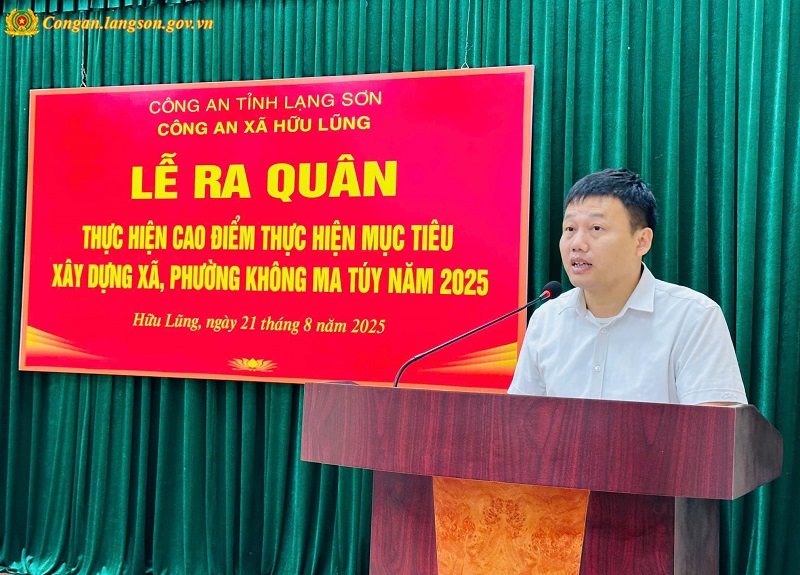 Congan.langson.gov.vn
CÔNG AN TỈNH LẠNG SƠN
CÔNG AN XÃ HỮU LŨNG
LỄ RA QUÂN
THỰC HIỆN CAO ĐIỂM THỰC HIỆN MỤC TIÊU
XÂY DỰNG XÃ, PHƯỜNG KHÔNG MA TÚY NĂM 2025
Hữu Lũng, ngày 21 tháng 8 năm 2025